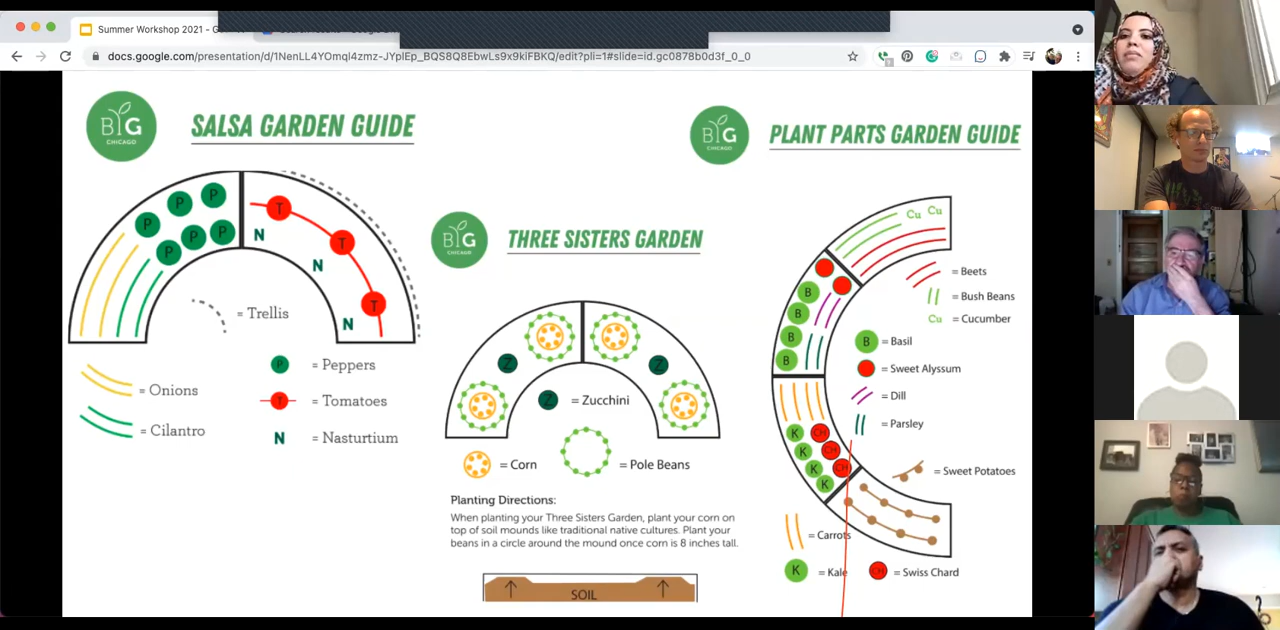 Summer Workshop 2021 - G
docs.google.com/presentation/d/1NenLL4YOmql4zmz-JYplEp_BQS8Q8EbwLs9x9kiFBKQ/edit?pli=1#slide=id.gc0878b0d3f_0_0
BIG
CHICAGO
SALSA GARDEN GUIDE
P P P
P P P
T
T
T
N
N
N
= Trellis
P = Peppers
= Onions
T = Tomatoes
= Cilantro
N = Nasturtium
BIG
CHICAGO
THREE SISTERS GARDEN
Z Z
Z = Zucchini
= Corn
= Pole Beans
Planting Directions:
When planting your Three Sisters Garden, plant your corn on
top of soil mounds like traditional native cultures. Plant your
beans in a circle around the mound once corn is 8 inches tall.
SOIL
BIG
CHICAGO
PLANT PARTS GARDEN GUIDE
Cu Cu
B
B
B
B
K CH
K CH
K CH
K
= Beets
= Bush Beans
Cu = Cucumber
B = Basil
= Sweet Alyssum
= Dill
= Parsley
= Sweet Potatoes
= Carrots
K = Kale
CH = Swiss Chard